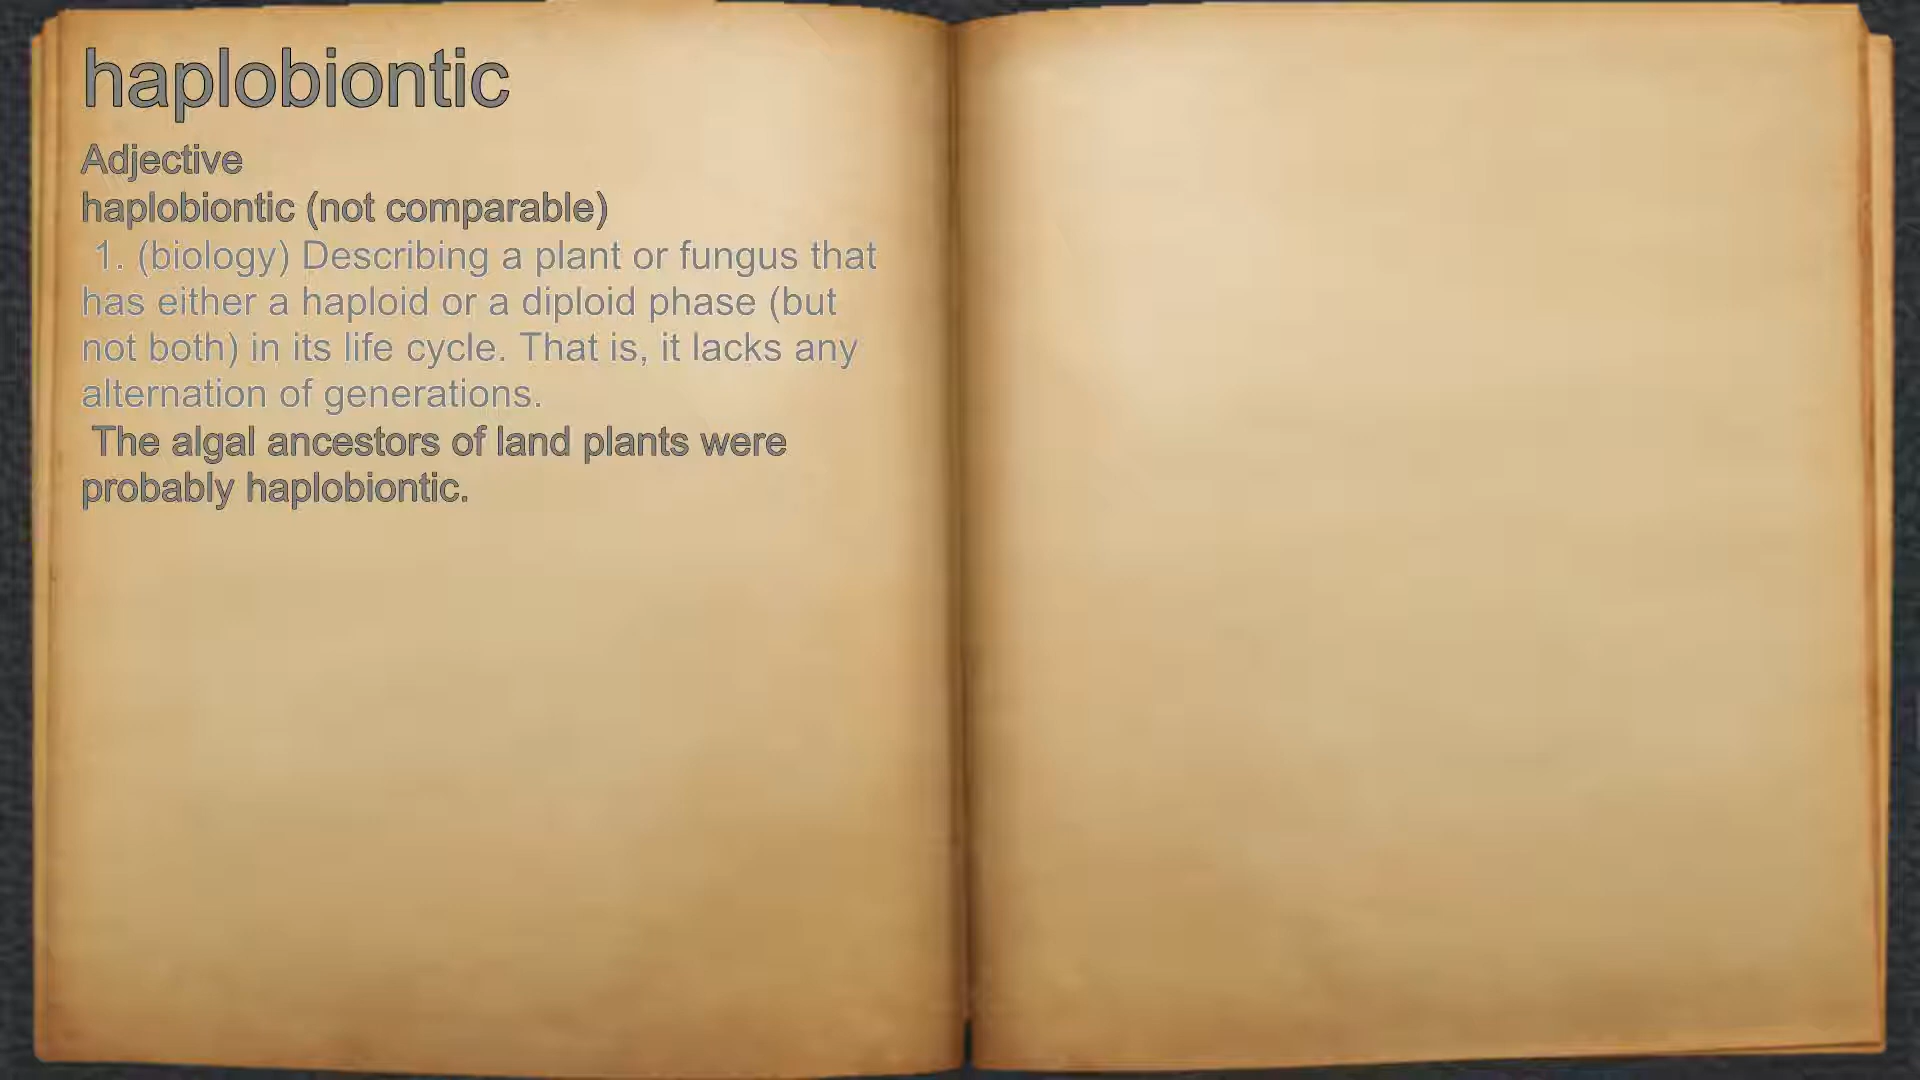 haplobiontic
Adjective
haplobiontic (not comparable)
1. (biology) Describing a plant or fungus that
has either a haploid or a diploid phase (but
not both) in its life cycle. That is, it lacks any
alternation of generations.
The algal ancestors of land plants were
probably haplobiontic.